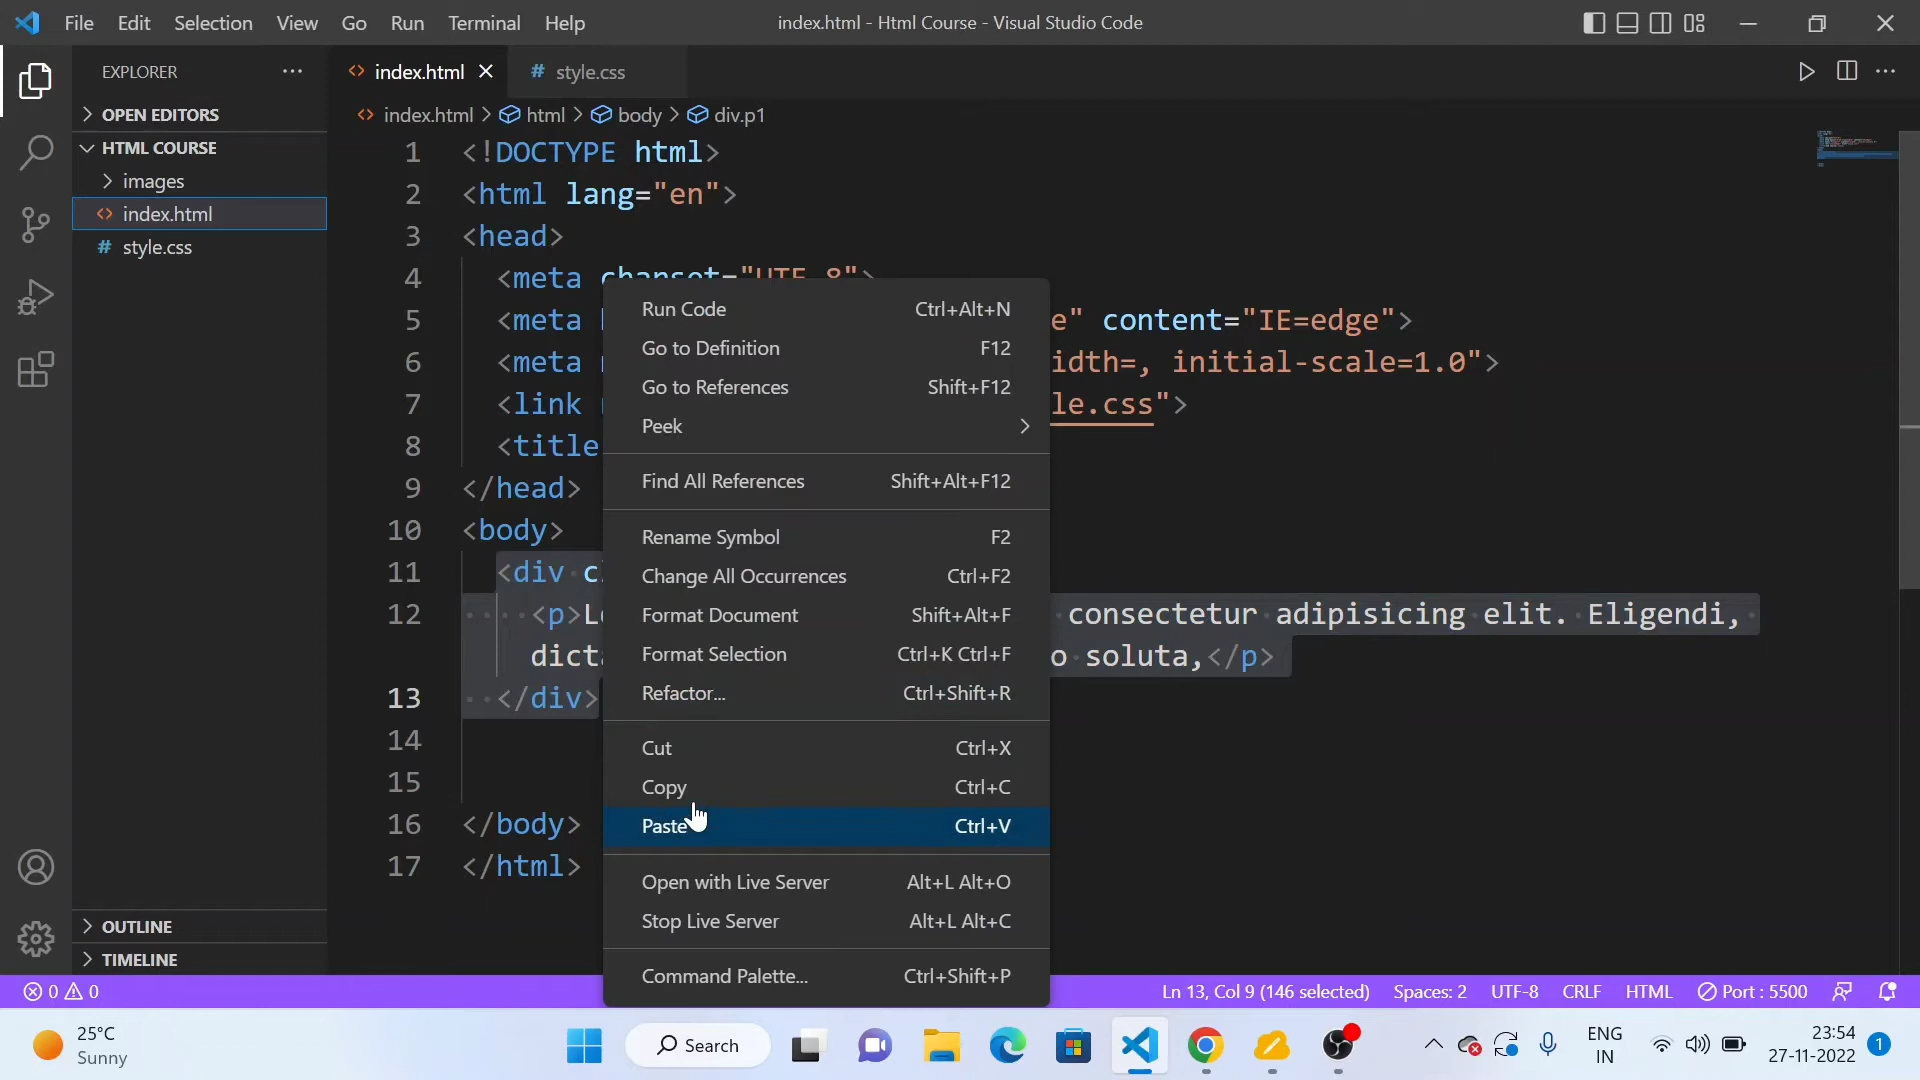 File Edit Selection View Go Run Terminal Help index.html - Html Course - Visual Studio Code
EXPLORER
OPEN EDITORS
HTML COURSE
images
index.html
style.css
OUTLINE
TIMELINE
index.html
style.css
index.html > html > body > div.p1
1 <!DOCTYPE html>
2 <html lang="en">
3 <head>
4 <meta charset="UTF-8">
5 <meta e" content="IE=edge">
6 <meta idth=, initial-scale=1.0">
7 <link le.css">
8 <title
9 </head>
10 <body>
11 <div c
12 <p>L consectetur adipisicing elit. Eligendi,
dicta o soluta,</p>
13 </div>
14
15
16 </body>
17 </html>
Run Code Ctrl+Alt+N
Go to Definition F12
Go to References Shift+F12
Peek
Find All References Shift+Alt+F12
Rename Symbol F2
Change All Occurrences Ctrl+F2
Format Document Shift+Alt+F
Format Selection Ctrl+K Ctrl+F
Refactor... Ctrl+Shift+R
Cut Ctrl+X
Copy Ctrl+C
Paste Ctrl+V
Open with Live Server Alt+L Alt+O
Stop Live Server Alt+L Alt+C
Command Palette... Ctrl+Shift+P
0 0 Ln 13, Col 9 (146 selected) Spaces: 2 UTF-8 CRLF HTML Port : 5500
25°C
Sunny
Search
ENG
IN
23:54
27-11-2022
1